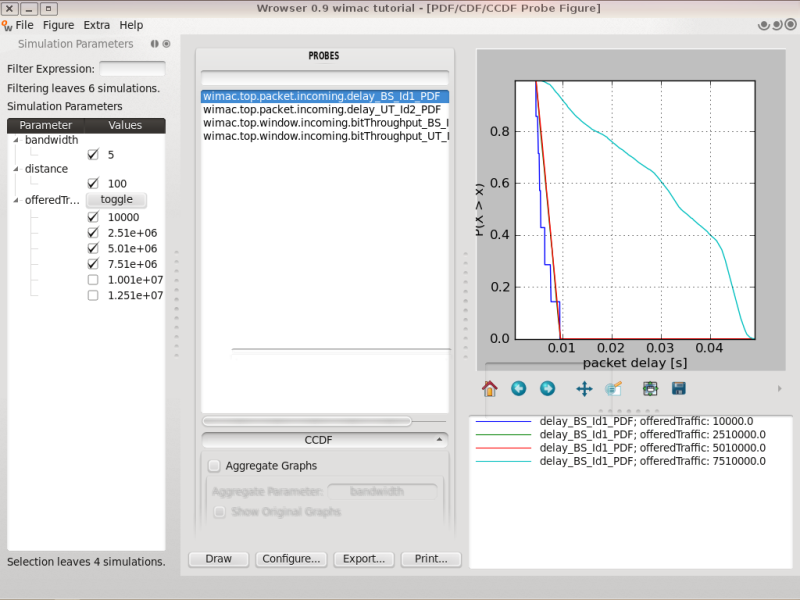 Wrowser 0.9 wimac tutorial - [PDF/CDF/CCDF Probe Figure]
File Figure Extra Help
Simulation Parameters
Filter Expression:
Filtering leaves 6 simulations.
Simulation Parameters
Parameter Values
bandwidth
5
distance
100
offeredTr... toggle
10000
2.51e+06
5.01e+06
7.51e+06
1.001e+07
1.251e+07
Selection leaves 4 simulations.
PROBES
wimac.top.packet.incoming.delay_BS_Id1_PDF
wimac.top.packet.incoming.delay_UT_Id2_PDF
wimac.top.window.incoming.bitThroughput_BS_I
wimac.top.window.incoming.bitThroughput_UT_I
CCDF
Aggregate Graphs
Aggregate Parameter: bandwidth
Show Original Graphs
Draw Configure... Export... Print...
P(X > x)
0.8
0.6
0.4
0.2
0.0
0.01 0.02 0.03 0.04
packet delay [s]
delay_BS_Id1_PDF; offeredTraffic: 10000.0
delay_BS_Id1_PDF; offeredTraffic: 2510000.0
delay_BS_Id1_PDF; offeredTraffic: 5010000.0
delay_BS_Id1_PDF; offeredTraffic: 7510000.0